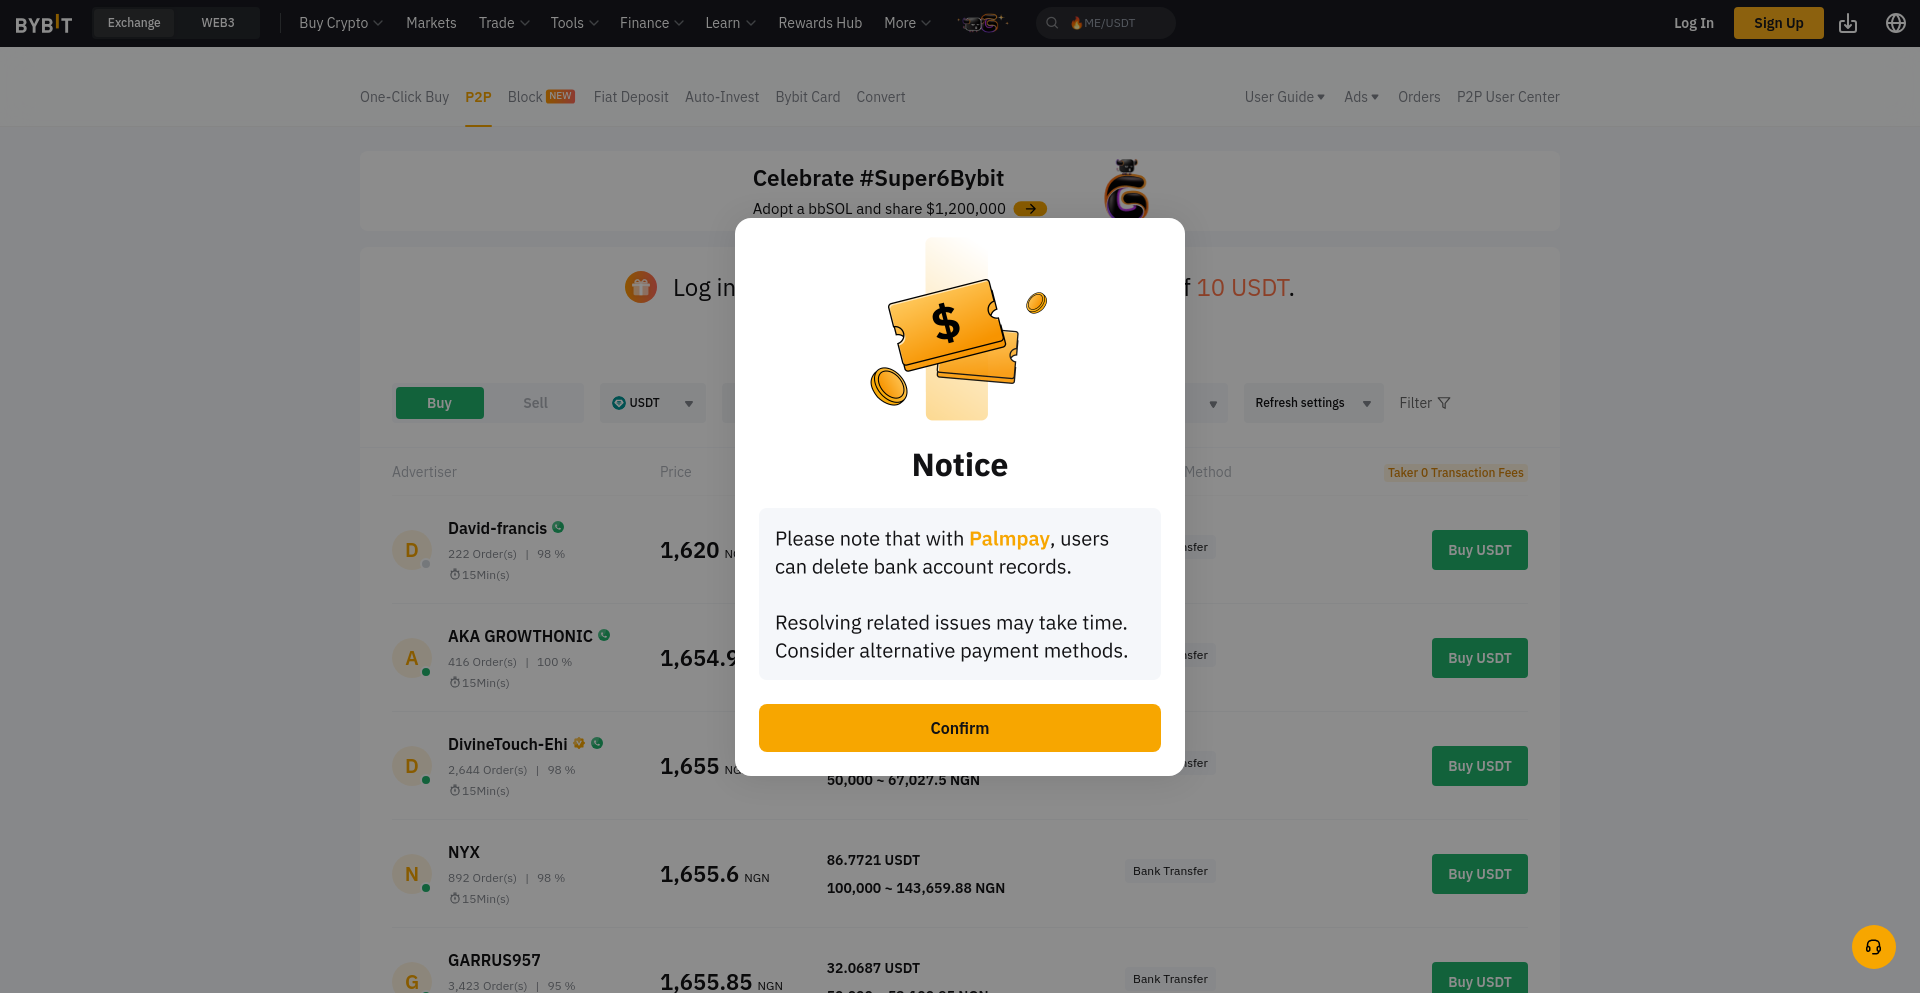 BYBIT
Exchange
WEB3
Buy Crypto
Markets
Trade
Tools
Finance
Learn
Rewards Hub
More
ME/USDT
Log In
Sign Up
One-Click Buy
P2P
Block NEW
Fiat Deposit
Auto-Invest
Bybit Card
Convert
User Guide
Ads
Orders
P2P User Center
Celebrate #Super6Bybit
Adopt a bbSOL and share $1,200,000
Log in
10 USDT.
Buy
Sell
USDT
Refresh settings
Filter
$
Notice
Please note that with Palmpay, users
can delete bank account records.
Resolving related issues may take time.
Consider alternative payment methods.
Confirm
Advertiser
Price
Method
Taker 0 Transaction Fees
D
David-francis
222 Order(s) | 98 %
15Min(s)
1,620
Buy USDT
A
AKA GROWTHONIC
416 Order(s) | 100 %
15Min(s)
Buy USDT
D
DivineTouch-Ehi
2,644 Order(s) | 98 %
15Min(s)
1,655
50,000 ~ 67,027.5 NGN
Buy USDT
N
NYX
892 Order(s) | 98 %
15Min(s)
1,655.6 NGN
86.7721 USDT
100,000 ~ 143,659.88 NGN
Bank Transfer
Buy USDT
G
GARRUS957
3,423 Order(s) | 95 %
1,655.85 NGN
32.0687 USDT
Bank Transfer
Buy USDT